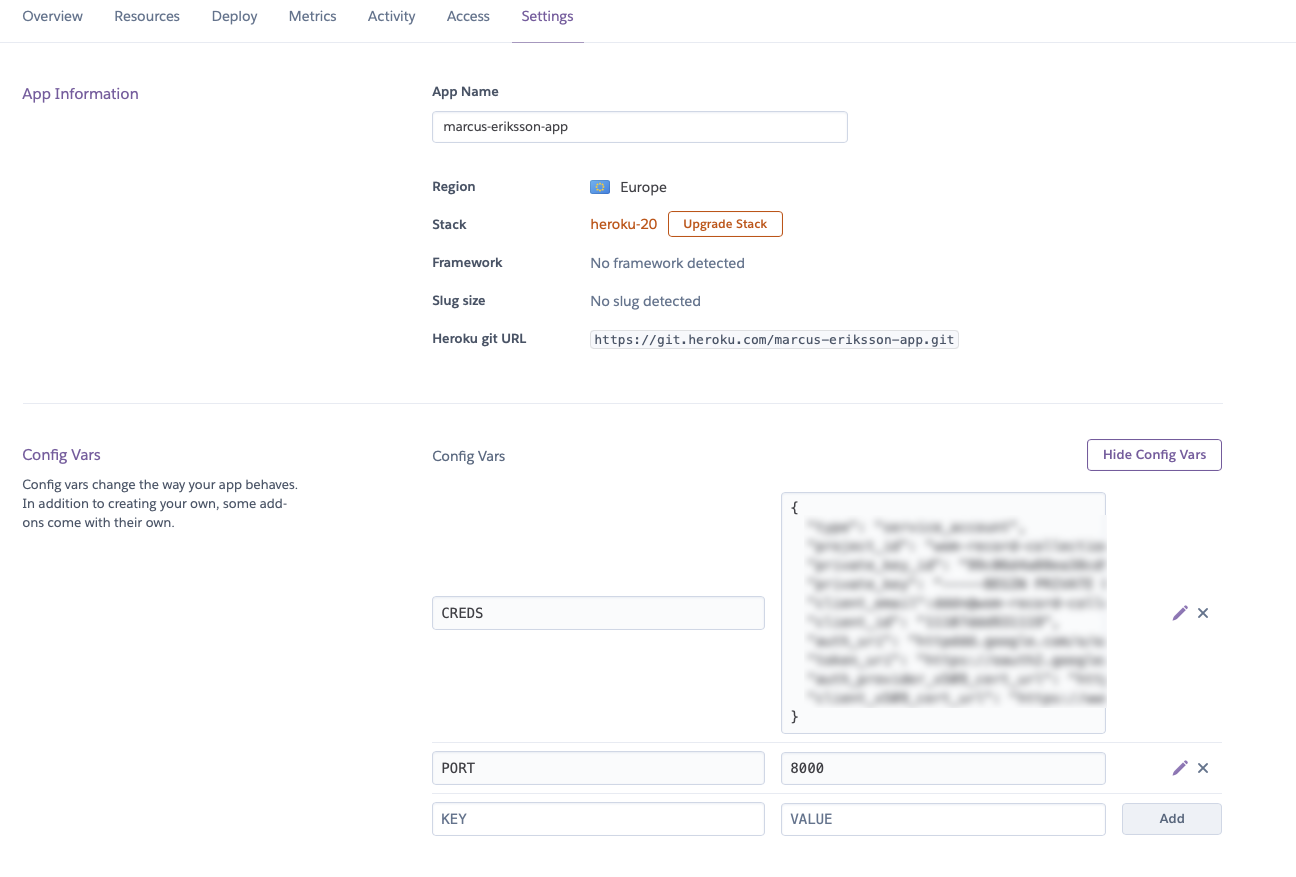 Overview Resources Deploy Metrics Activity Access Settings
App Information
App Name
marcus-eriksson-app
Region Europe
Stack heroku-20 Upgrade Stack
Framework No framework detected
Slug size No slug detected
Heroku git URL https://git.heroku.com/marcus-eriksson-app.git
Config Vars
Config vars change the way your app behaves.
In addition to creating your own, some add-
ons come with their own.
Config Vars Hide Config Vars
CREDS
{
}
PORT 8000
KEY VALUE Add